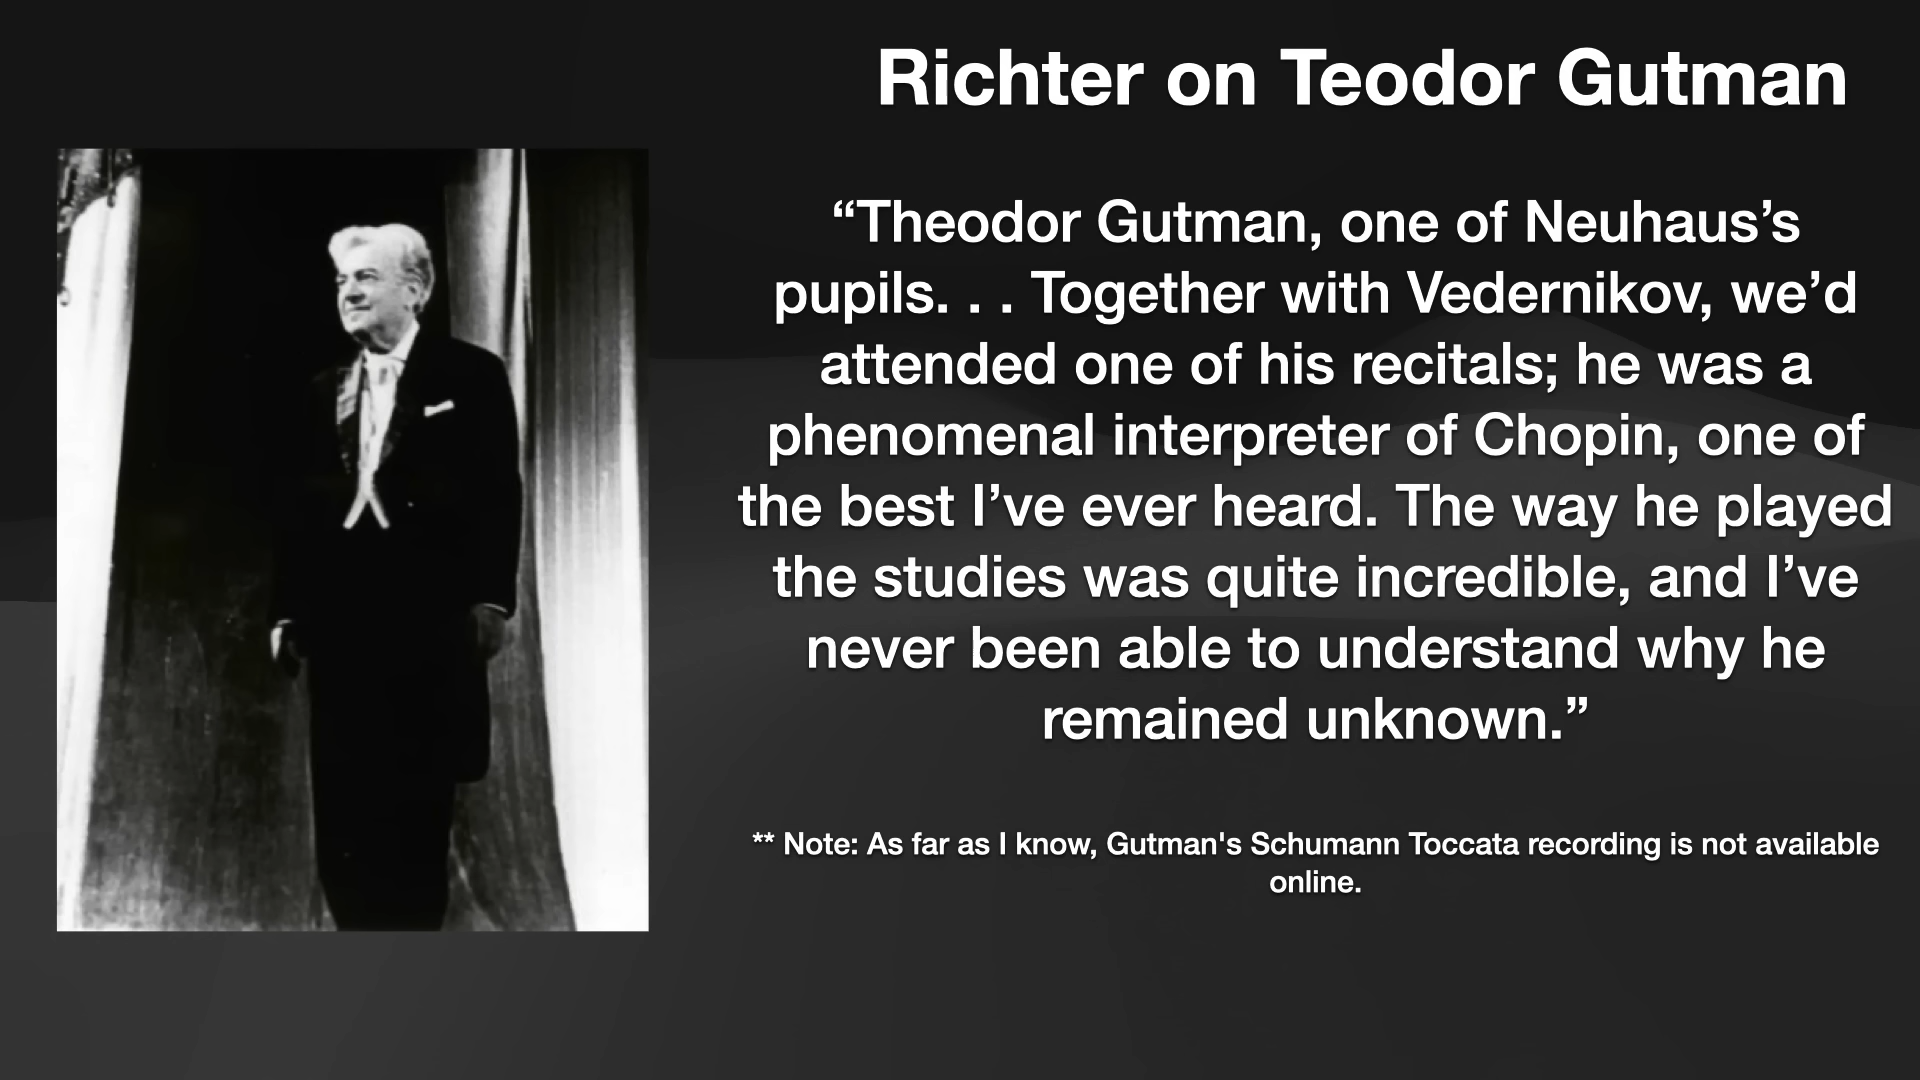 Richter on Teodor Gutman
“Theodor Gutman, one of Neuhaus’s
pupils. . . Together with Vedernikov, we’d
attended one of his recitals; he was a
phenomenal interpreter of Chopin, one of
the best I’ve ever heard. The way he played
the studies was quite incredible, and I’ve
never been able to understand why he
remained unknown.”
** Note: As far as I know, Gutman's Schumann Toccata recording is not available
online.